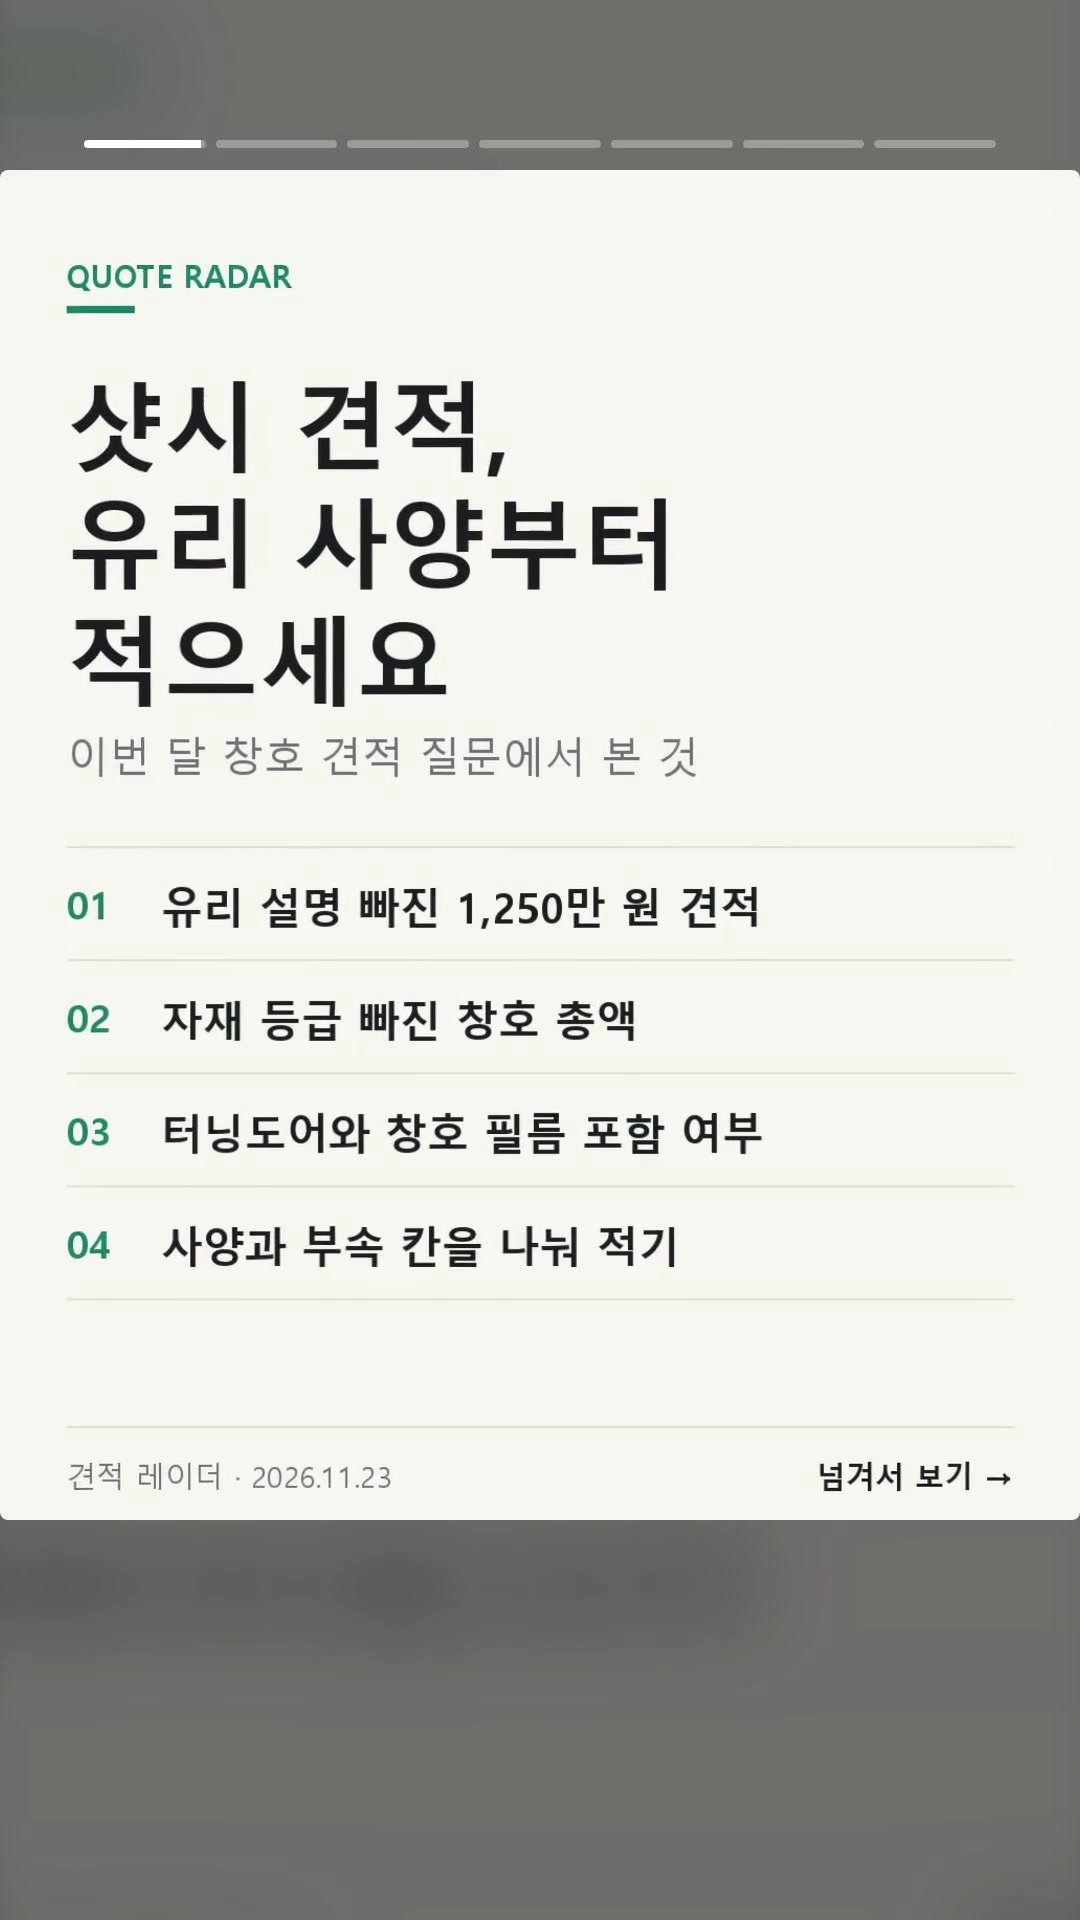 QUOTE RADAR
샷시 견적,
유리 사양부터
적으세요
이번 달 창호 견적 질문에서 본 것
01 유리 설명 빠진 1,250만 원 견적
02 자재 등급 빠진 창호 총액
03 터닝도어와 창호 필름 포함 여부
04 사양과 부속 칸을 나눠 적기
견적 레이더 · 2026.11.23
넘겨서 보기 →